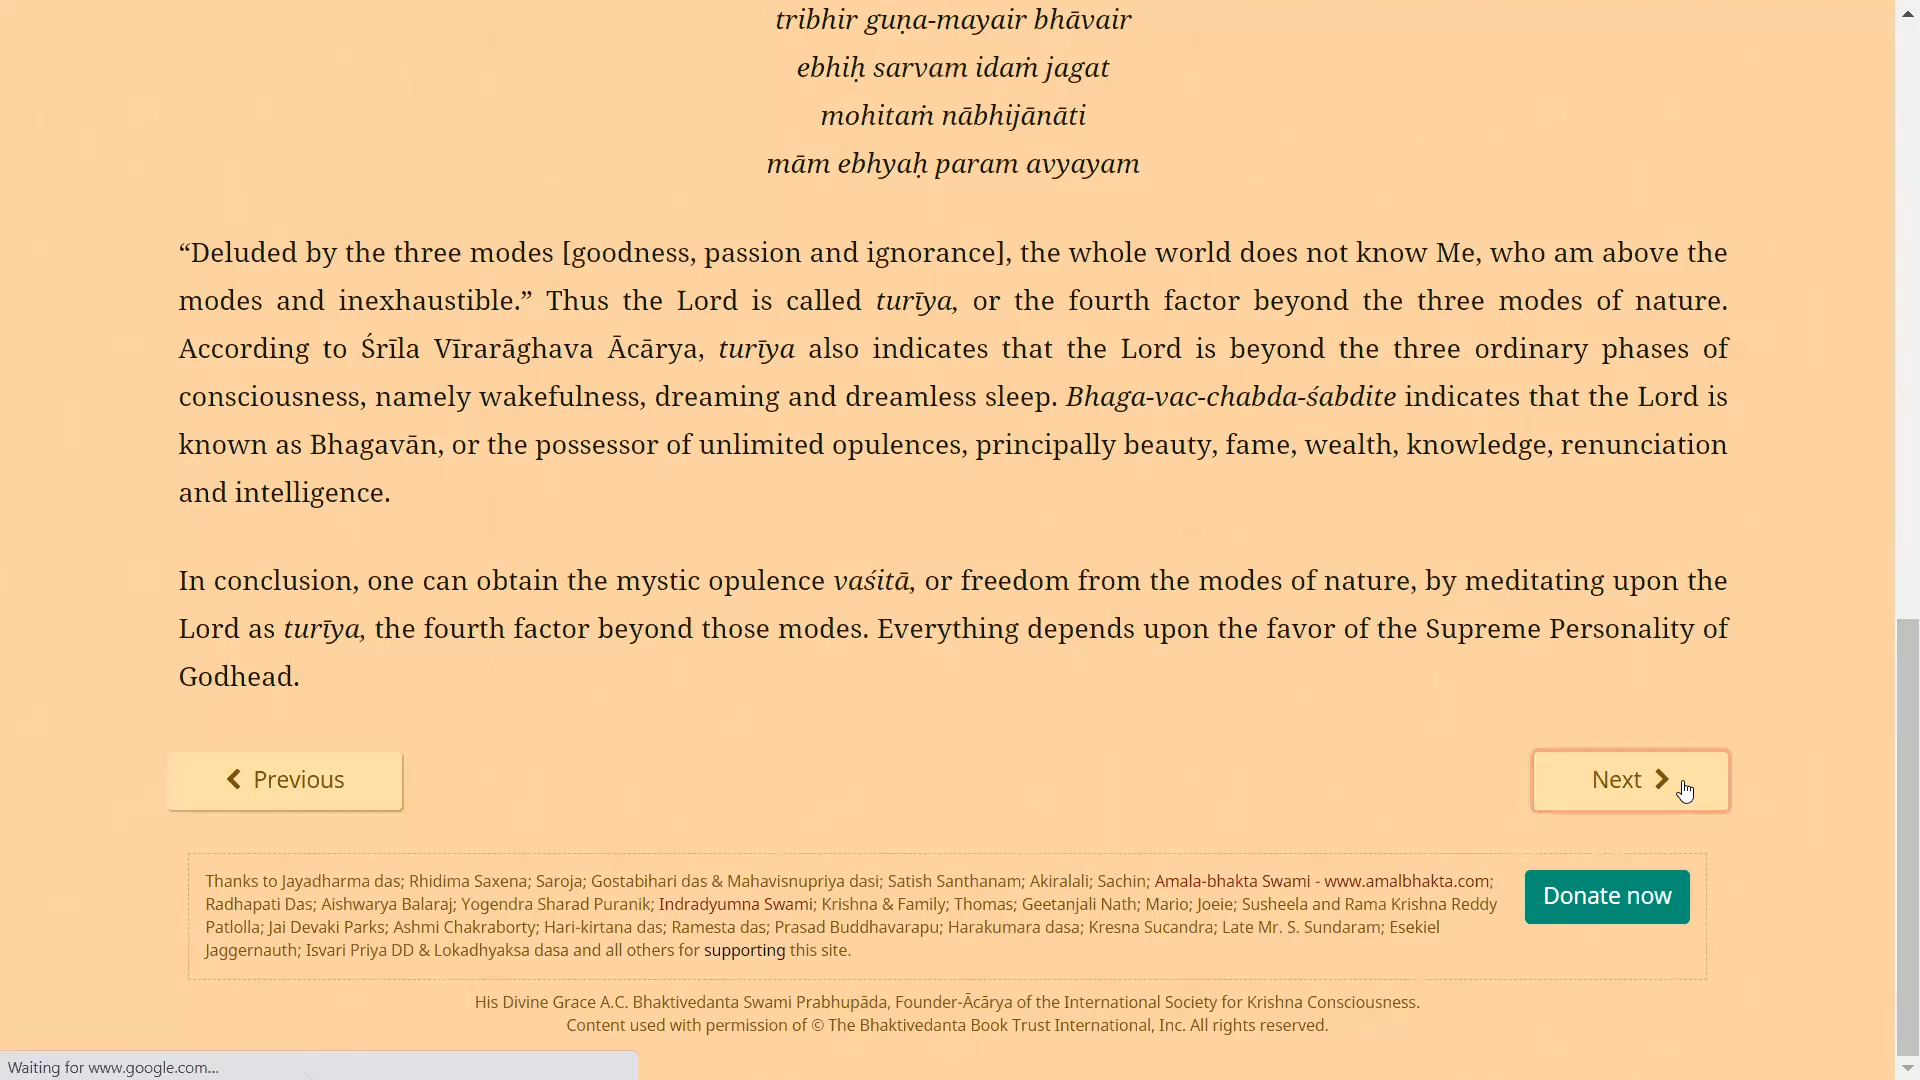 tribhir guṇa-mayair bhāvair
ebhiḥ sarvam idaṁ jagat
mohitaṁ nābhijānāti
mām ebhyaḥ param avyayam
“Deluded by the three modes [goodness, passion and ignorance], the whole world does not know Me, who am above the
modes and inexhaustible.” Thus the Lord is called turīya, or the fourth factor beyond the three modes of nature.
According to Śrīla Vīrarāghava Ācārya, turīya also indicates that the Lord is beyond the three ordinary phases of
consciousness, namely wakefulness, dreaming and dreamless sleep. Bhaga-vac-chabda-śabdite indicates that the Lord is
known as Bhagavān, or the possessor of unlimited opulences, principally beauty, fame, wealth, knowledge, renunciation
and intelligence.
In conclusion, one can obtain the mystic opulence vaśitā, or freedom from the modes of nature, by meditating upon the
Lord as turīya, the fourth factor beyond those modes. Everything depends upon the favor of the Supreme Personality of
Godhead.
Previous
Next
Thanks to Jayadharma das; Rhidima Saxena; Saroja; Gostabihari das & Mahavisnupriya dasi; Satish Santhanam; Akiralali; Sachin; Amala-bhakta Swami - www.amalbhakta.com;
Radhapati Das; Aishwarya Balaraj; Yogendra Sharad Puranik; Indradyumna Swami; Krishna & Family; Thomas; Geetanjali Nath; Mario; Joeie; Susheela and Rama Krishna Reddy
Patlolla; Jai Devaki Parks; Ashmi Chakraborty; Hari-kirtana das; Ramesta das; Prasad Buddhavarapu; Harakumara dasa; Kresna Sucandra; Late Mr. S. Sundaram; Esekiel
Jaggernauth; Isvari Priya DD & Lokadhyaksa dasa and all others for supporting this site.
Donate now
His Divine Grace A.C. Bhaktivedanta Swami Prabhupāda, Founder-Ācārya of the International Society for Krishna Consciousness.
Content used with permission of © The Bhaktivedanta Book Trust International, Inc. All rights reserved.
Waiting for www.google.com...